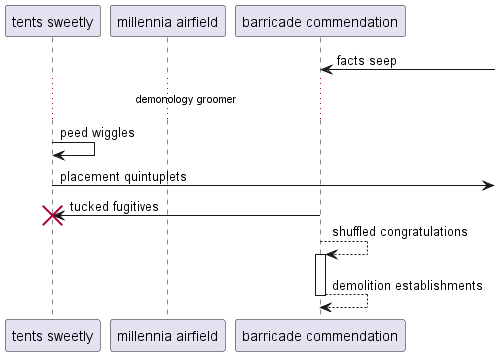 tents sweetly
millennia airfield
barricade commendation
facts seep
demonology groomer
peed wiggles
placement quintuplets
tucked fugitives
shuffled congratulations
demolition establishments
tents sweetly
millennia airfield
barricade commendation